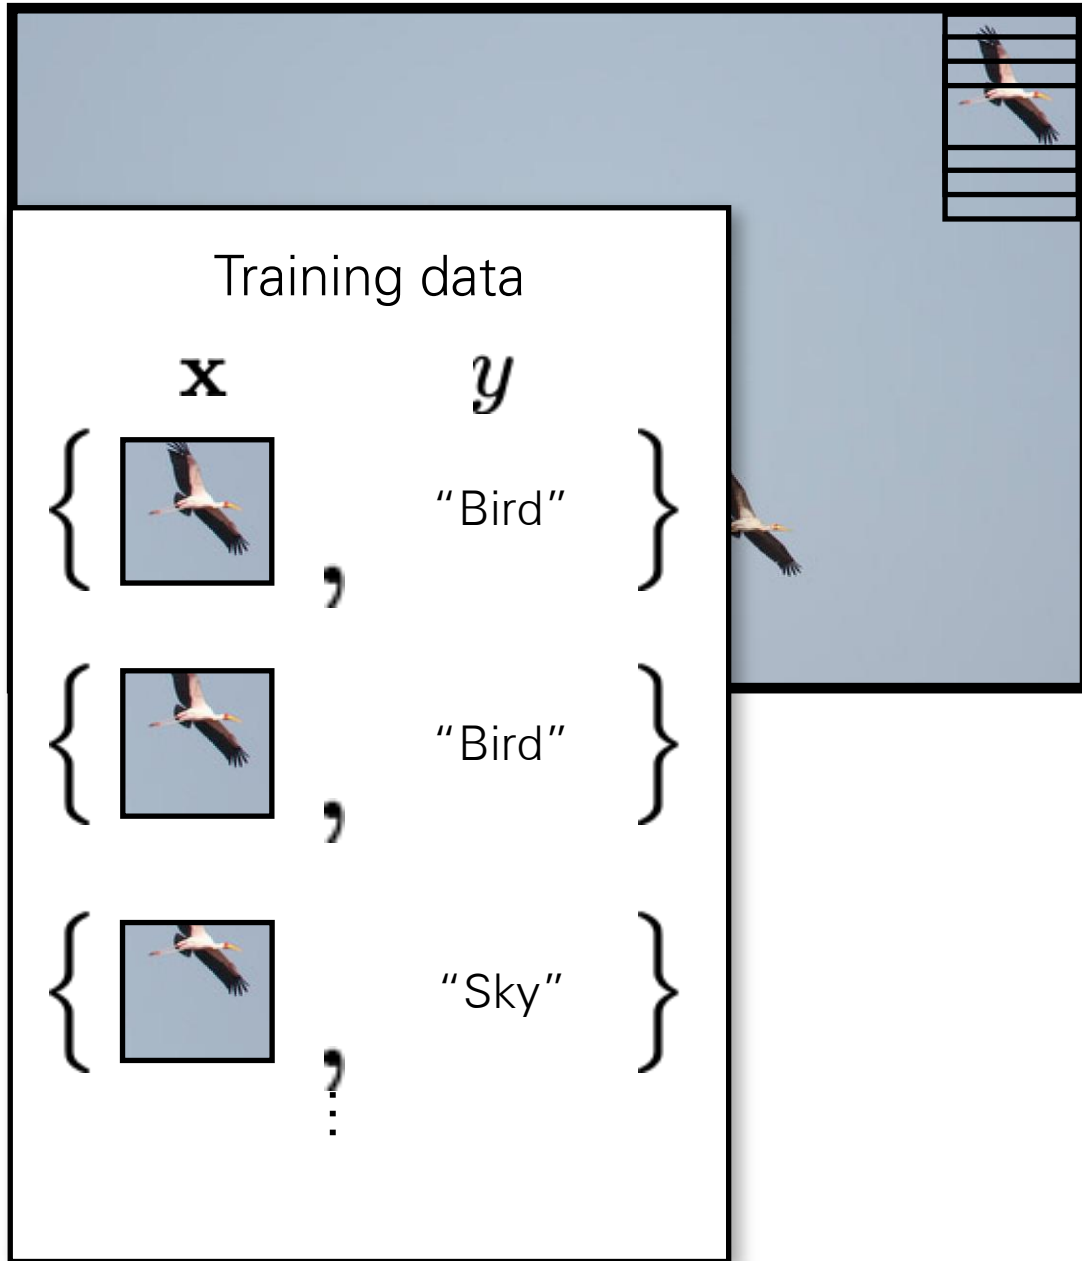 Training data
x y
{ , “Bird” }
{ , “Bird” }
{ , “Sky” }
⋮